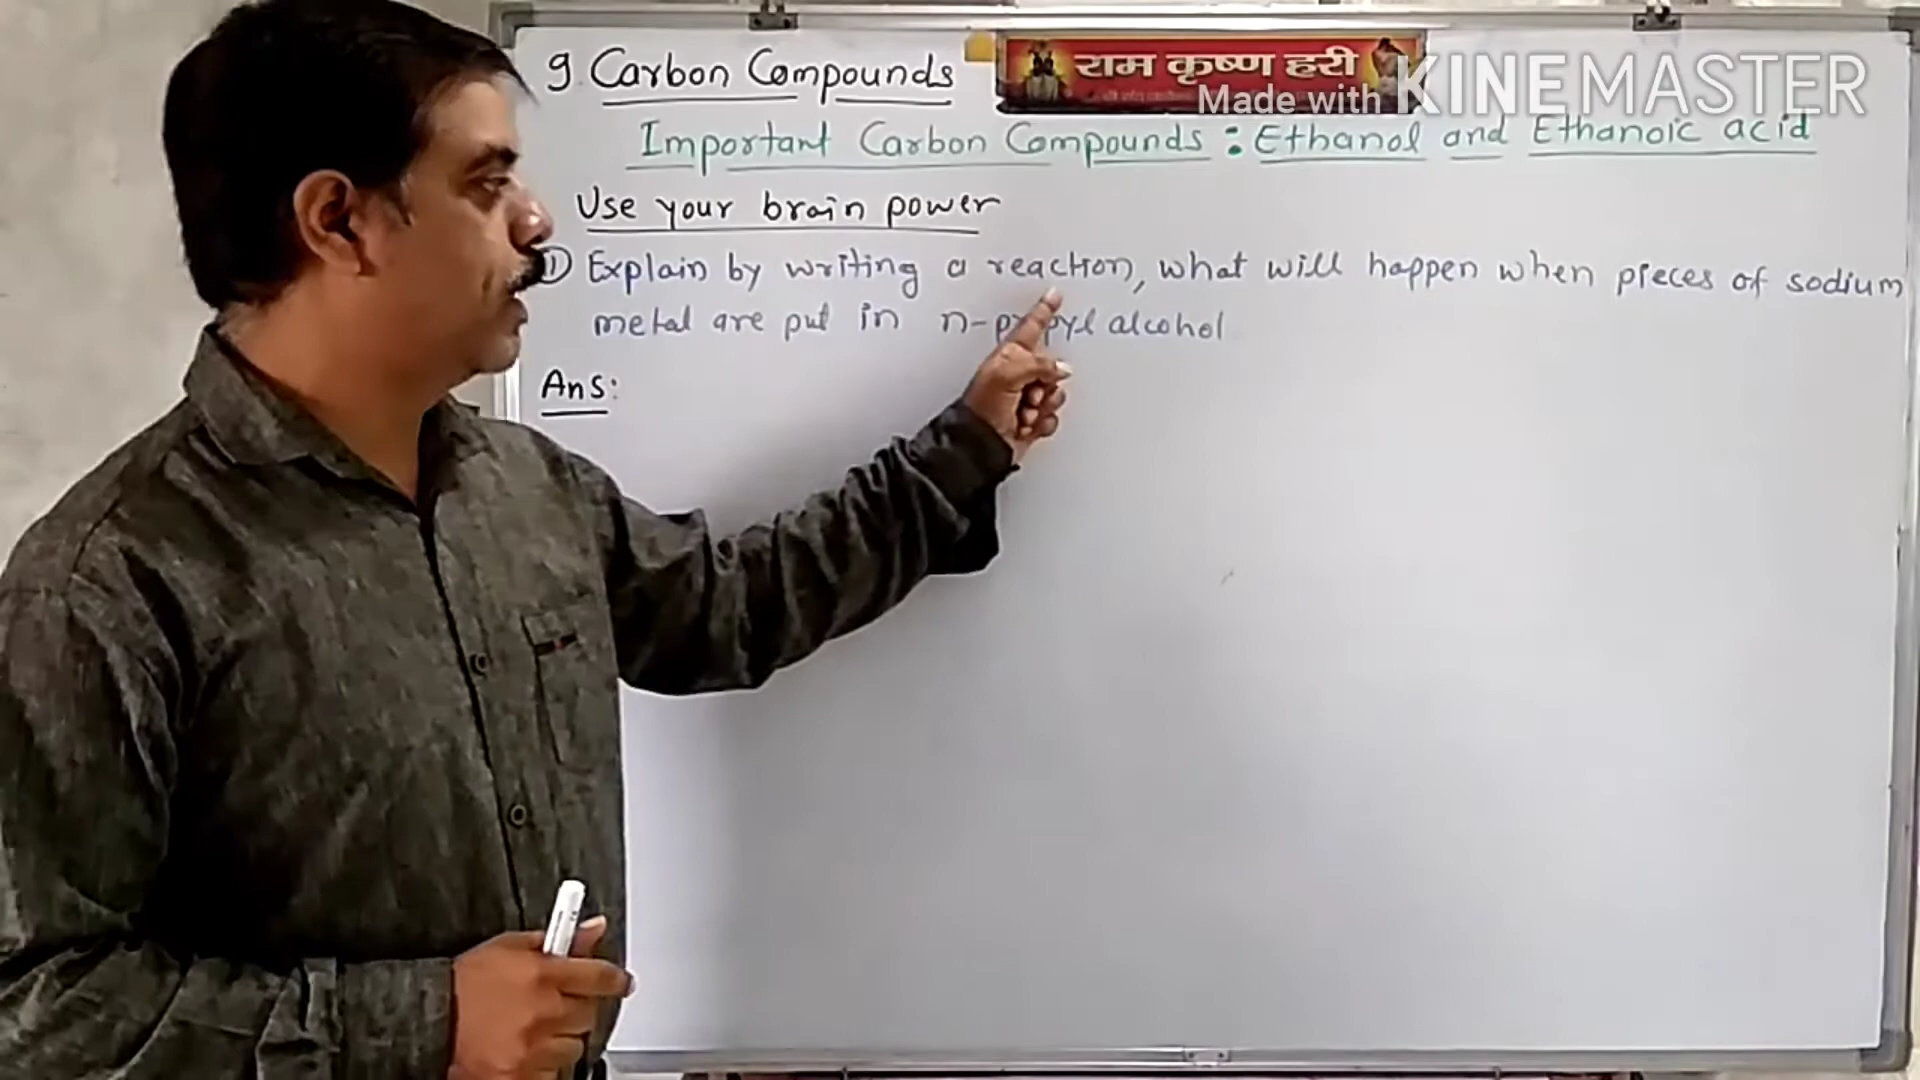 9. Carbon Compounds
राम कृष्ण हरी
Made with KINEMASTER
Important Carbon Compounds : Ethanol and Ethanoic acid
Use your brain power
① Explain by writing a reaction, what will happen when pieces of sodium
metal are put in n-propyl alcohol
Ans: